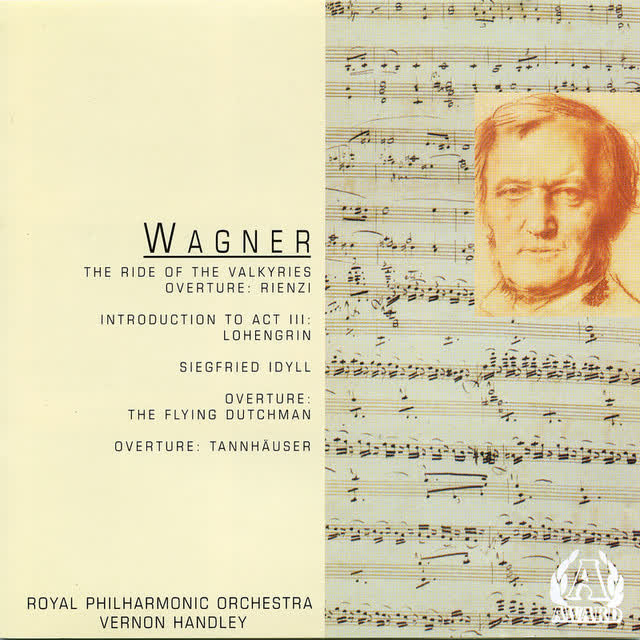 WAGNER
THE RIDE OF THE VALKYRIES
OVERTURE: RIENZI
INTRODUCTION TO ACT III:
LOHENGRIN
SIEGFRIED IDYLL
OVERTURE:
THE FLYING DUTCHMAN
OVERTURE: TANNHÄUSER
ROYAL PHILHARMONIC ORCHESTRA
VERNON HANDLEY
A
AWARD